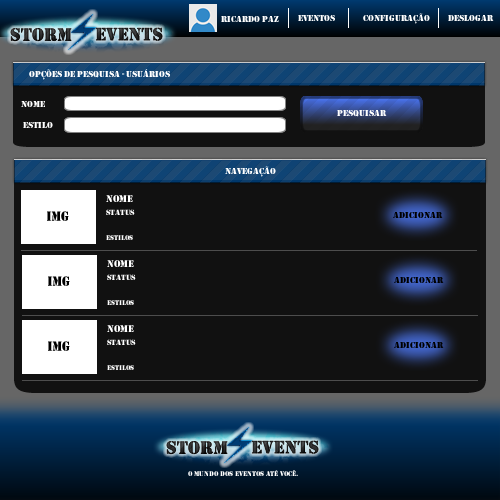 STORM EVENTS
RICARDO PAZ
EVENTOS
CONFIGURAÇÃO
DESLOGAR
OPÇÕES DE PESQUISA - USUÁRIOS
NOME
ESTILO
PESQUISAR
NAVEGAÇÃO
IMG
NOME
STATUS
ESTILOS
ADICIONAR
IMG
NOME
STATUS
ESTILOS
ADICIONAR
IMG
NOME
STATUS
ESTILOS
ADICIONAR
STORM EVENTS
O MUNDO DOS EVENTOS ATÉ VOCÊ.